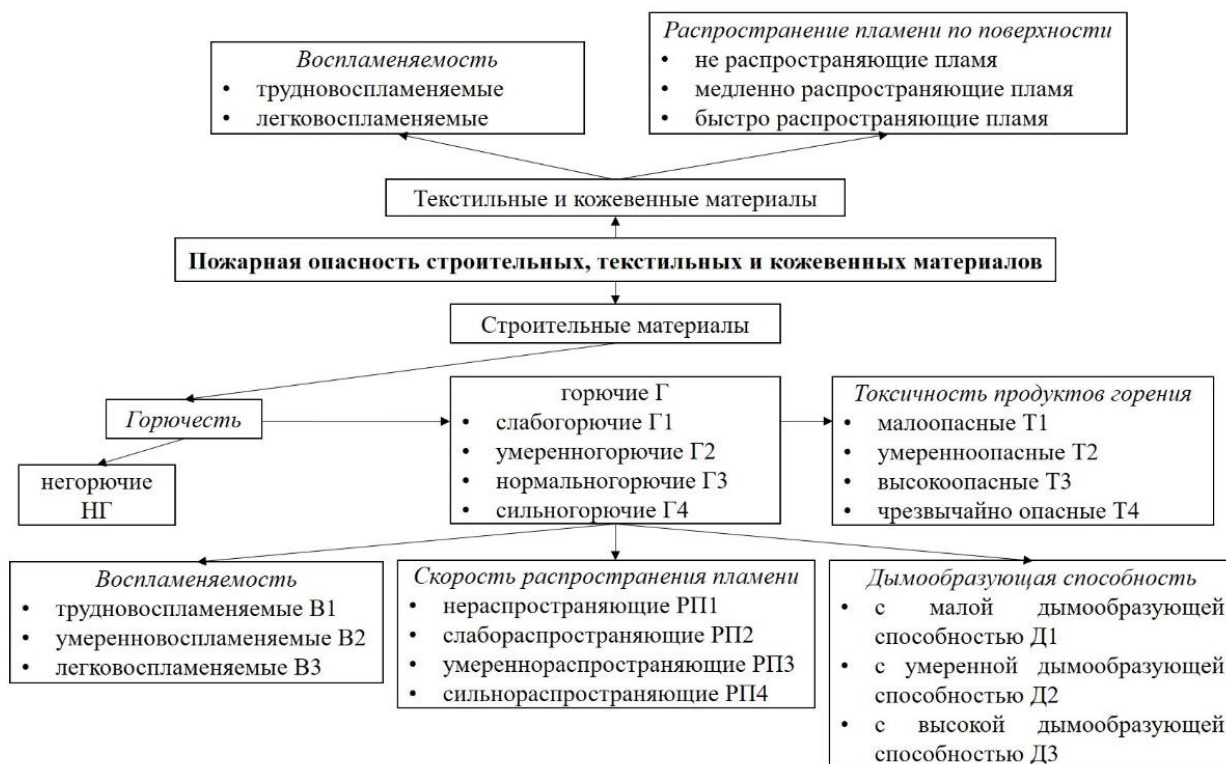 Воспламеняемость
• трудновоспламеняемые
• легковоспламеняемые
Распространение пламени по поверхности
• не распространяющие пламя
• медленно распространяющие пламя
• быстро распространяющие пламя
Текстильные и кожевенные материалы
Пожарная опасность строительных, текстильных и кожевенных материалов
Строительные материалы
Горючесть
негорючие
НГ
горючие Г
• слабогорючие Г1
• умеренногорючие Г2
• нормальногорючие Г3
• сильногорючие Г4
Токсичность продуктов горения
• малоопасные Т1
• умеренноопасные Т2
• высокоопасные Т3
• чрезвычайно опасные Т4
Воспламеняемость
• трудновоспламеняемые В1
• умеренновоспламеняемые В2
• легковоспламеняемые В3
Скорость распространения пламени
• нераспространяющие РП1
• слабораспространяющие РП2
• умереннораспространяющие РП3
• сильнораспространяющие РП4
Дымообразующая способность
• с малой дымообразующей
способностью Д1
• с умеренной дымообразующей
способностью Д2
• с высокой дымообразующей
способностью Д3